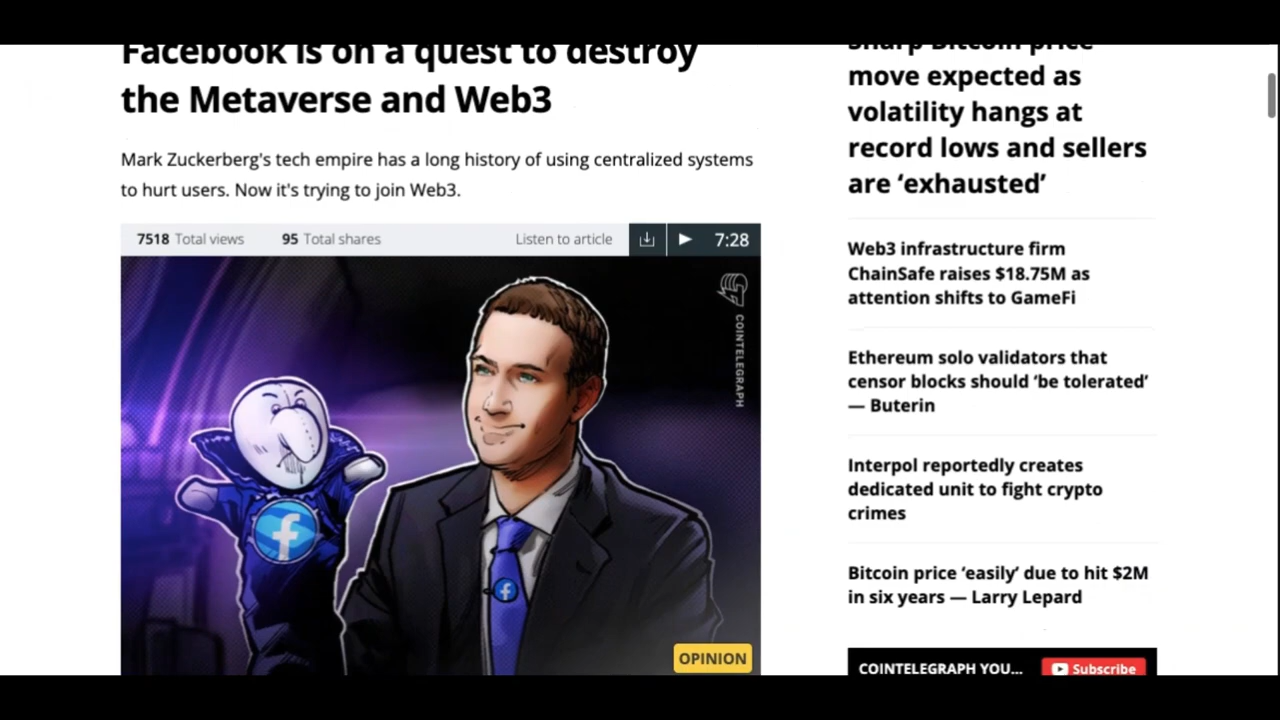 Facebook is on a quest to destroy
the Metaverse and Web3
Mark Zuckerberg's tech empire has a long history of using centralized systems
to hurt users. Now it's trying to join Web3.
7518 Total views 95 Total shares Listen to article 7:28
COINTELEGRAPH
OPINION
Sharp Bitcoin price
move expected as
volatility hangs at
record lows and sellers
are ‘exhausted’
Web3 infrastructure firm
ChainSafe raises $18.75M as
attention shifts to GameFi
Ethereum solo validators that
censor blocks should ‘be tolerated’
— Buterin
Interpol reportedly creates
dedicated unit to fight crypto
crimes
Bitcoin price ‘easily’ due to hit $2M
in six years — Larry Lepard
COINTELEGRAPH YOU... Subscribe